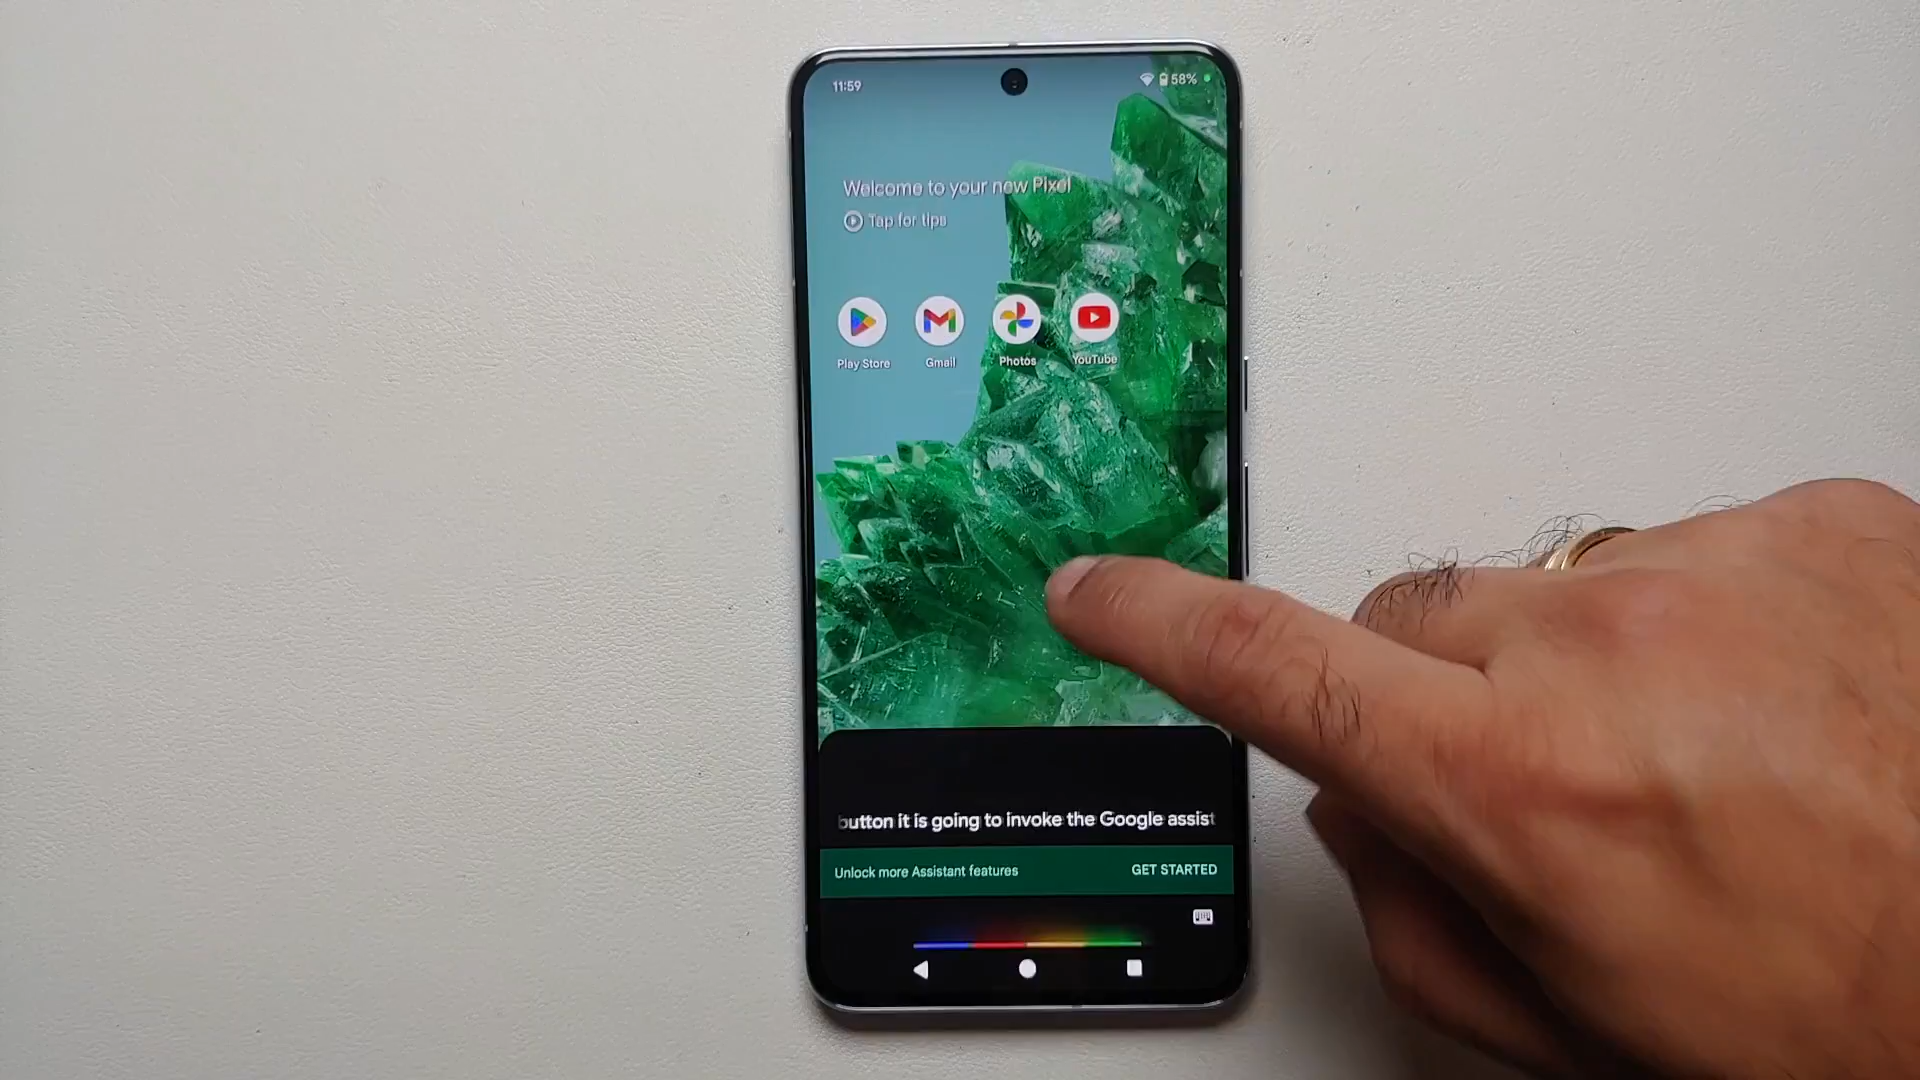 11:59
58%
Welcome to your new Pixel
Tap for tips
Play Store
Gmail
Photos
YouTube
button it is going to invoke the Google assist
Unlock more Assistant features
GET STARTED